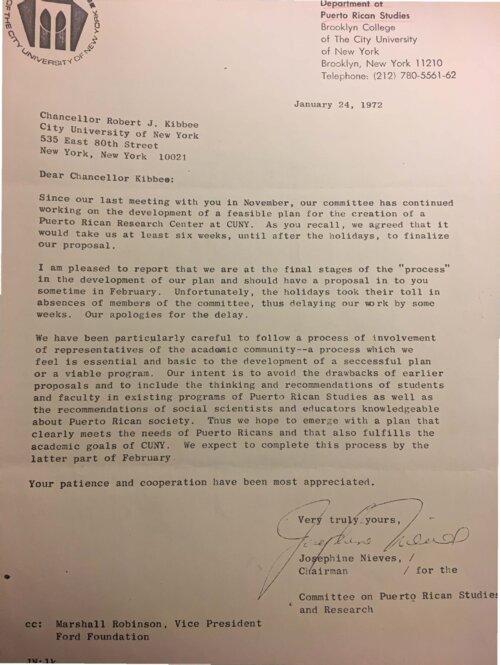 OF THE CITY UNIVERSITY OF NEW YORK
Department of
Puerto Rican Studies
Brooklyn College
of The City University
of New York
Brooklyn, New York 11210
Telephone: (212) 780-5561-62
January 24, 1972
Chancellor Robert J. Kibbee
City University of New York
535 East 80th Street
New York, New York 10021
Dear Chancellor Kibbee:
Since our last meeting with you in November, our committee has continued
working on the development of a feasible plan for the creation of a
Puerto Rican Research Center at CUNY. As you recall, we agreed that it
would take us at least six weeks, until after the holidays, to finalize
our proposal.
I am pleased to report that we are at the final stages of the "process"
in the development of our plan and should have a proposal in to you
sometime in February. Unfortunately, the holidays took their toll in
absences of members of the committee, thus delaying our work by some
weeks. Our apologies for the delay.
We have been particularly careful to follow a process of involvement
of representatives of the academic community--a process which we
feel is essential and basic to the development of a seccessful plan
or a viable program. Our intent is to avoid the drawbacks of earlier
proposals and to include the thinking and recommendations of students
and faculty in existing programs of Puerto Rican Studies as well as
the recommendations of social scientists and educators knowledgeable
about Puerto Rican society. Thus we hope to emerge with a plan that
clearly meets the needs of Puerto Ricans and that also fulfills the
academic goals of CUNY. We expect to complete this process by the
latter part of February
Your patience and cooperation have been most appreciated.
Very truly yours,
Josephine Nieves
Josephine Nieves, /
Chairman / for the
Committee on Puerto Rican Studies
and Research
cc: Marshall Robinson, Vice President
Ford Foundation